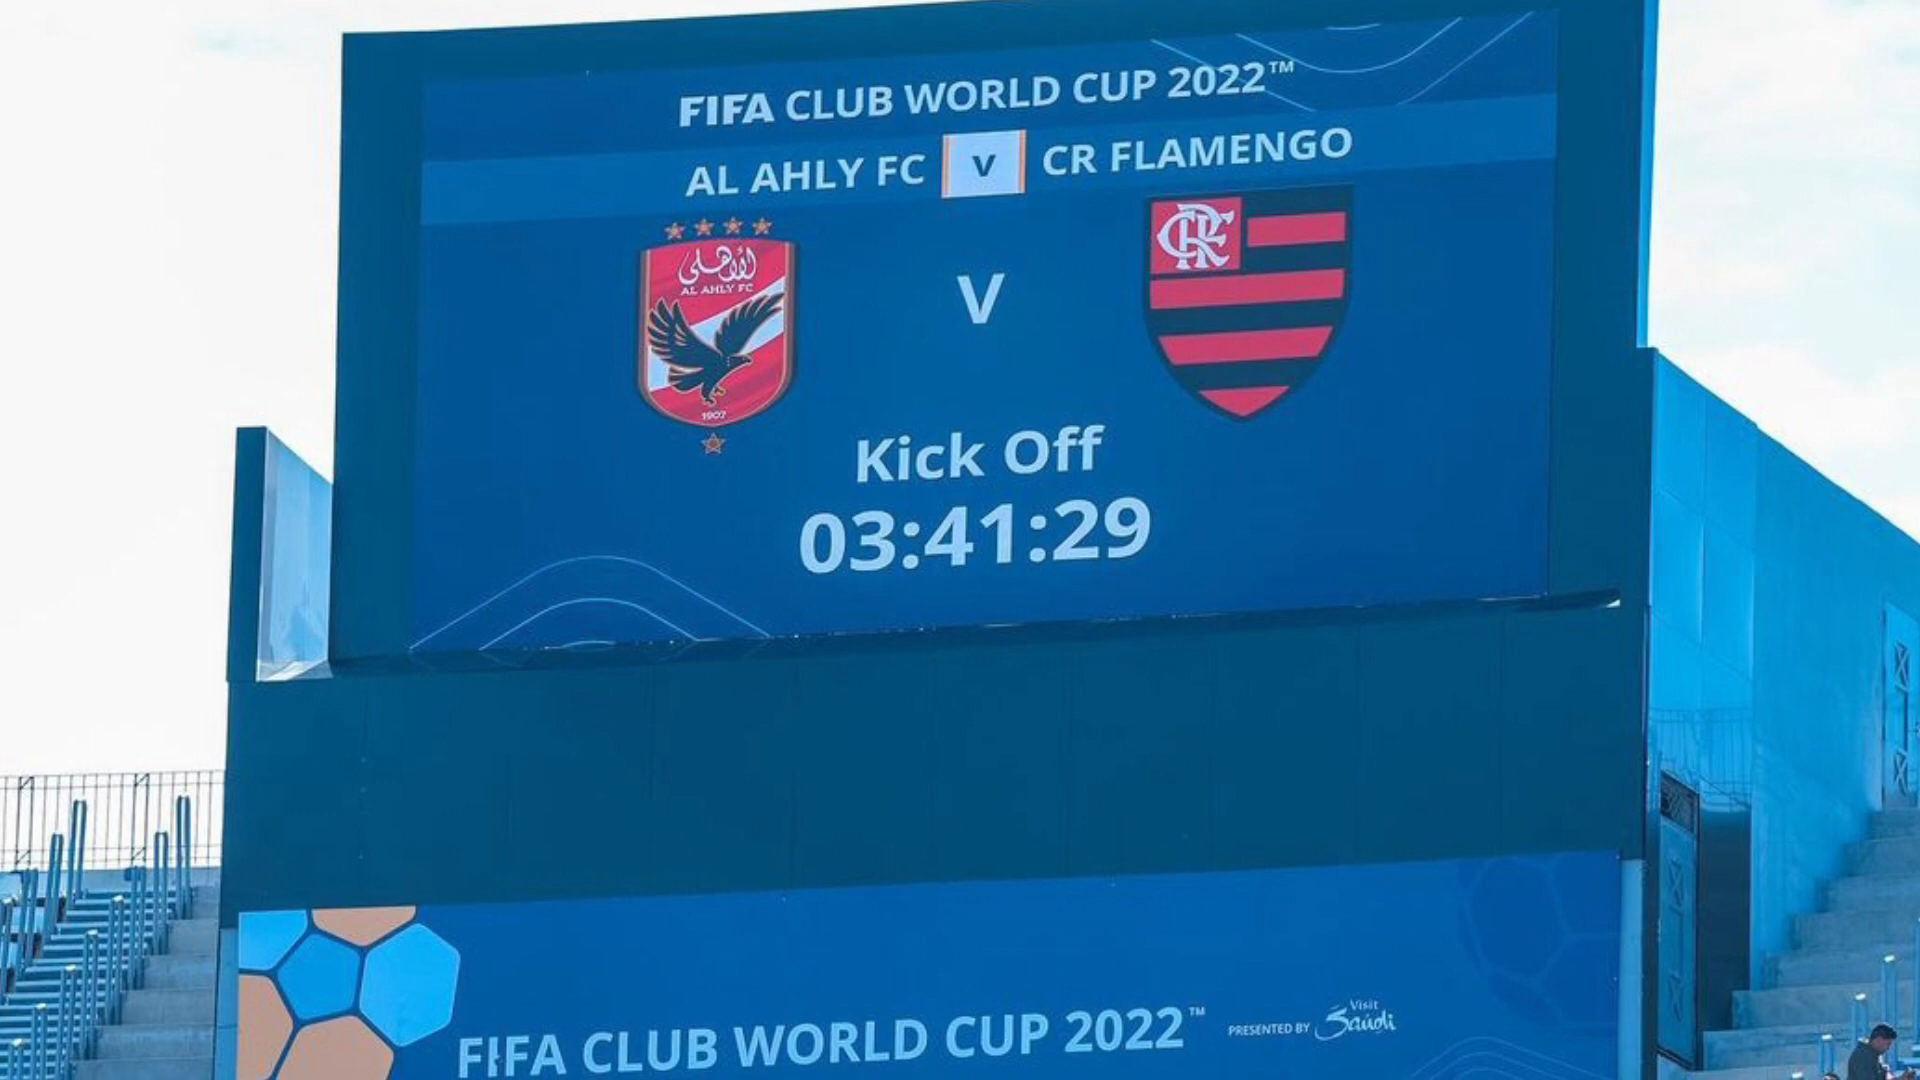 FIFA CLUB WORLD CUP 2022™
AL AHLY FC V CR FLAMENGO
الأهلي
AL AHLY FC
1907
V
CRF
Kick Off
03:41:29
FIFA CLUB WORLD CUP 2022™ PRESENTED BY Visit Saudi